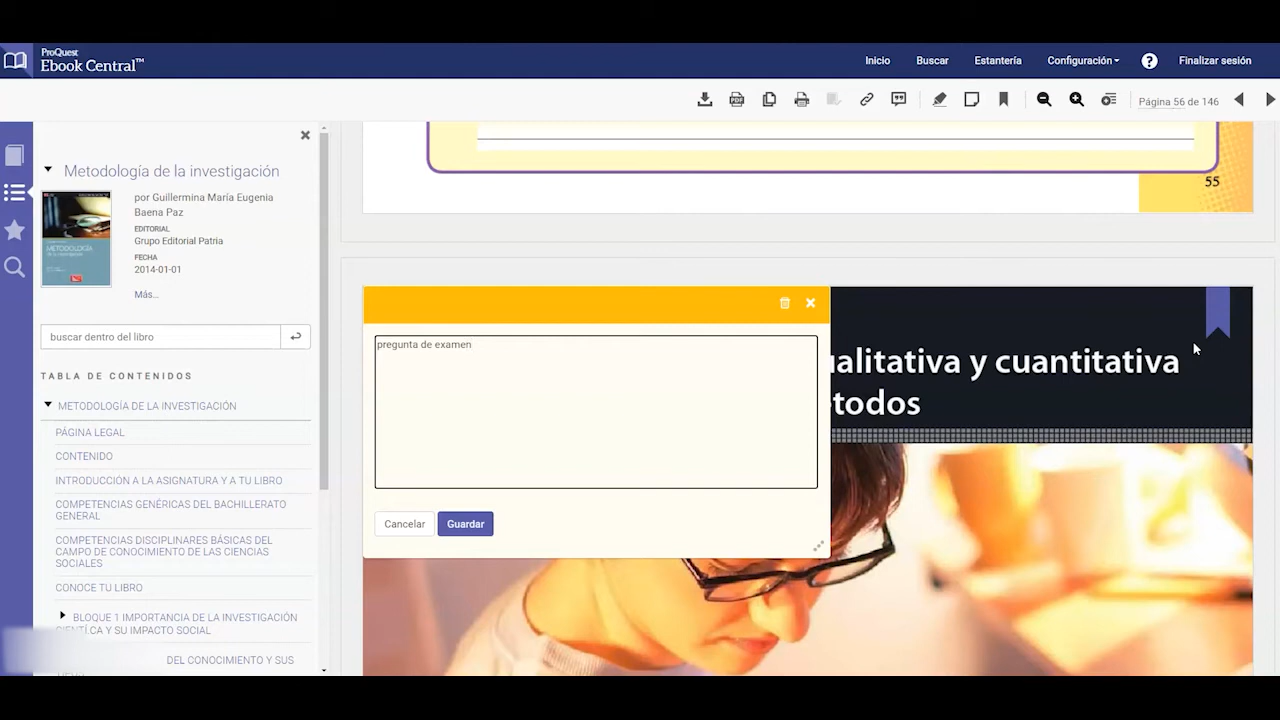 ProQuest
Ebook Central™
Inicio
Buscar
Estantería
Configuración
?
Finalizar sesión
Página 56 de 146
Metodología de la investigación
por Guillermina María Eugenia
Baena Paz
EDITORIAL
Grupo Editorial Patria
FECHA
2014-01-01
Más...
buscar dentro del libro
TABLA DE CONTENIDOS
METODOLOGÍA DE LA INVESTIGACIÓN
PÁGINA LEGAL
CONTENIDO
INTRODUCCIÓN A LA ASIGNATURA Y A TU LIBRO
COMPETENCIAS GENÉRICAS DEL BACHILLERATO
GENERAL
COMPETENCIAS DISCIPLINARES BÁSICAS DEL
CAMPO DE CONOCIMIENTO DE LAS CIENCIAS
SOCIALES
CONOCE TU LIBRO
BLOQUE 1 IMPORTANCIA DE LA INVESTIGACIÓN
Y SU IMPACTO SOCIAL
DEL CONOCIMIENTO Y SUS
55
pregunta de examen
Cancelar
Guardar
ualitativa y cuantitativa
todos